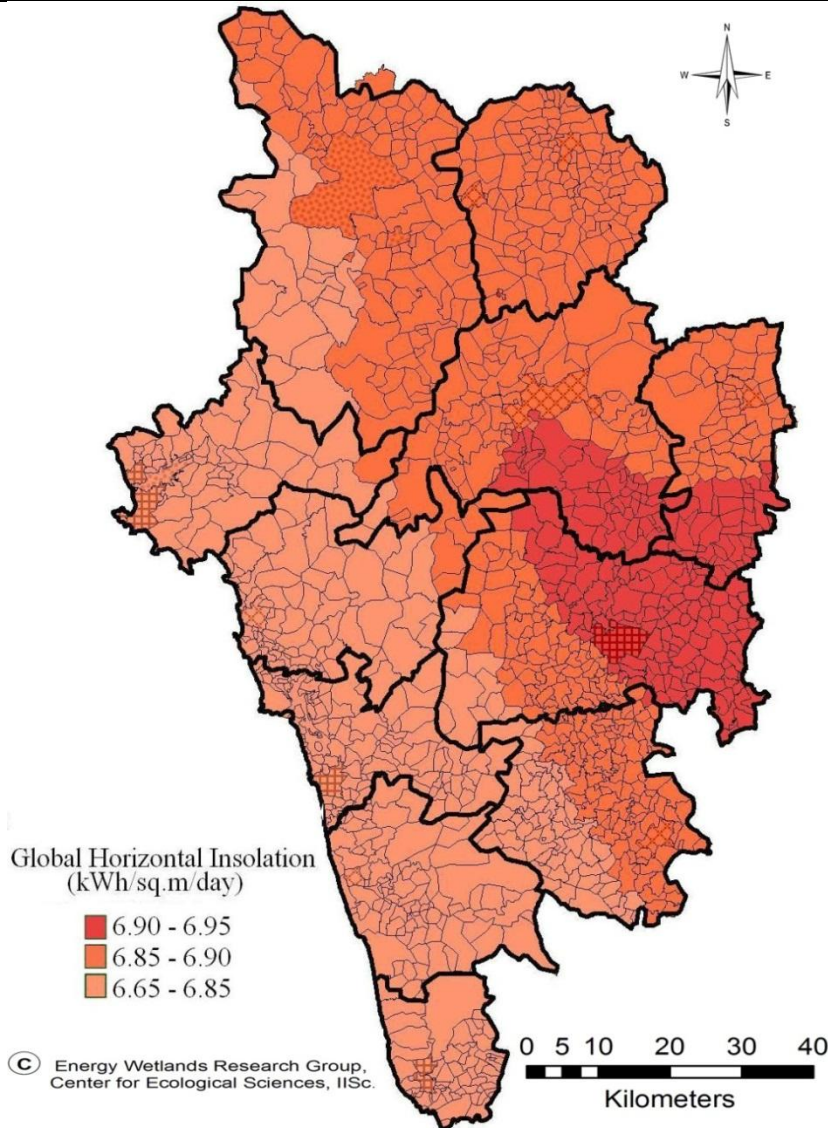 N
W E
S
Global Horizontal Insolation
(kWh/sq.m/day)
6.90 - 6.95
6.85 - 6.90
6.65 - 6.85
C Energy Wetlands Research Group,
Center for Ecological Sciences, IISc.
0 5 10 20 30 40
Kilometers